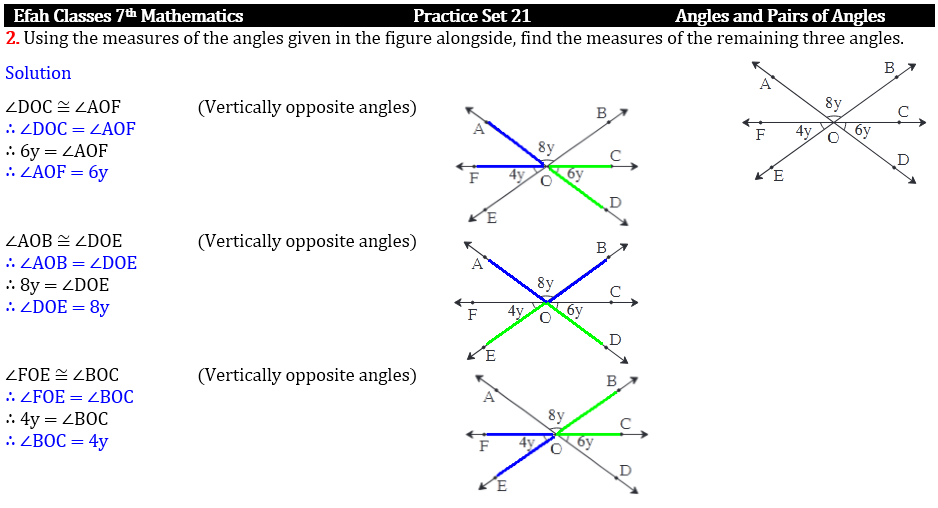 Efah Classes 7th Mathematics Practice Set 21 Angles and Pairs of Angles
2. Using the measures of the angles given in the figure alongside, find the measures of the remaining three angles.
Solution
A B 8y C F 4y O 6y D E
∠DOC ≅ ∠AOF (Vertically opposite angles)
∴ ∠DOC = ∠AOF
∴ 6y = ∠AOF
∴ ∠AOF = 6y
A B 8y C F 4y O 6y D E
∠AOB ≅ ∠DOE (Vertically opposite angles)
∴ ∠AOB = ∠DOE
∴ 8y = ∠DOE
∴ ∠DOE = 8y
A B 8y C F 4y O 6y D E
∠FOE ≅ ∠BOC (Vertically opposite angles)
∴ ∠FOE = ∠BOC
∴ 4y = ∠BOC
∴ ∠BOC = 4y
A B 8y C F 4y O 6y D E